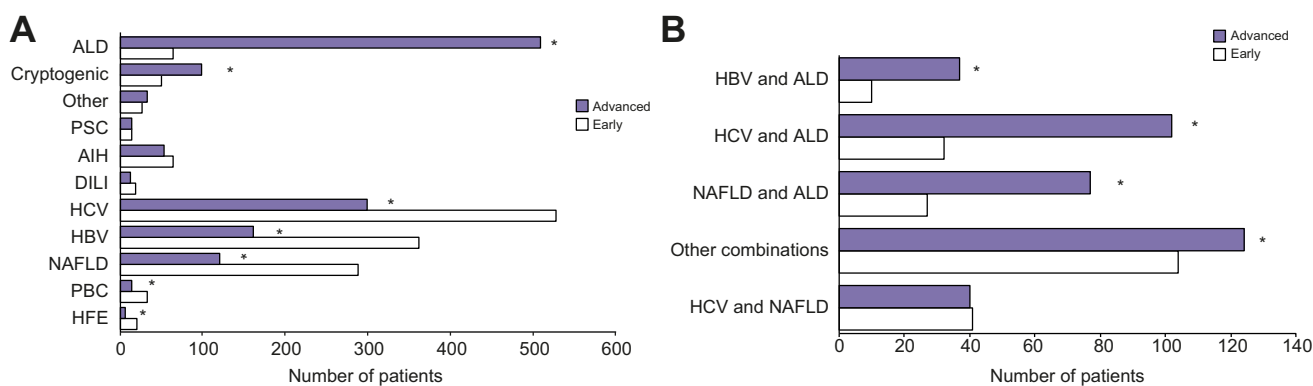 A
ALD
*
Cryptogenic
*
Other
PSC
AIH
DILI
HCV
*
HBV
*
NAFLD
*
PBC
*
HFE
*
Advanced
Early
0 100 200 300 400 500 600
Number of patients
B
Advanced
Early
HBV and ALD
*
HCV and ALD
*
NAFLD and ALD
*
Other combinations
*
HCV and NAFLD
0 20 40 60 80 100 120 140
Number of patients